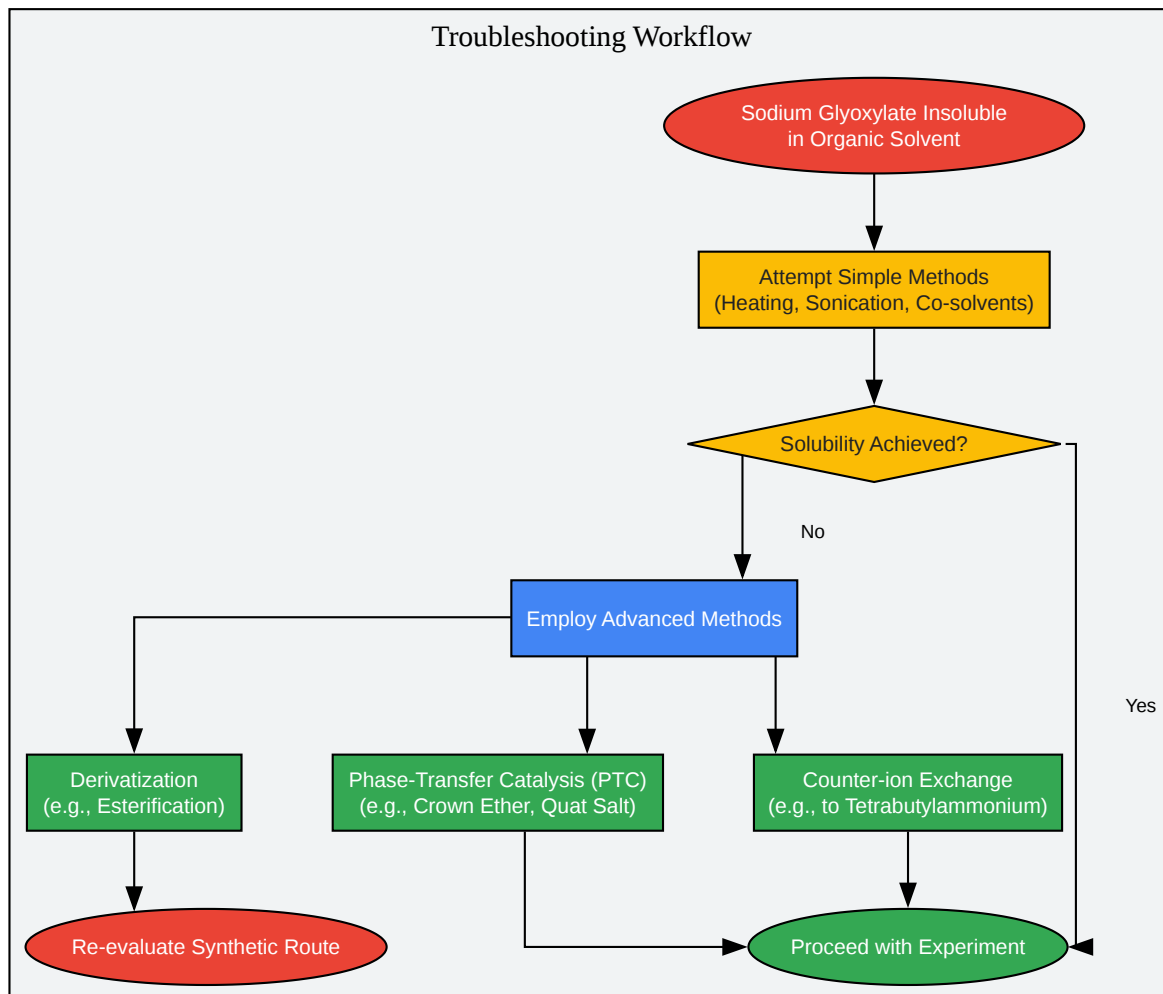 Troubleshooting Workflow
Sodium Glyoxylate Insoluble
in Organic Solvent
Attempt Simple Methods
(Heating, Sonication, Co-solvents)
Solubility Achieved?
No
Employ Advanced Methods
Yes
Derivatization
(e.g., Esterification)
Phase-Transfer Catalysis (PTC)
(e.g., Crown Ether, Quat Salt)
Counter-ion Exchange
(e.g., to Tetrabutylammonium)
Re-evaluate Synthetic Route
Proceed with Experiment